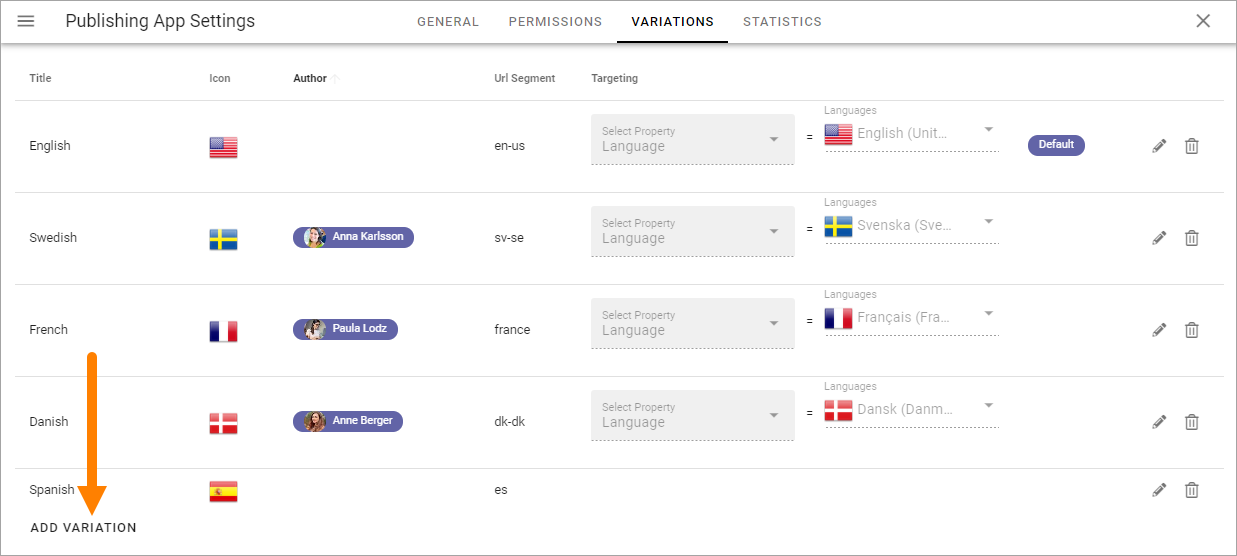 Publishing App Settings GENERAL PERMISSIONS VARIATIONS STATISTICS
Title Icon Author Url Segment Targeting
Languages
Select Property
English en-us Language = English (Unit... Default
Languages
Select Property
Swedish Anna Karlsson sv-se Language = Svenska (Sve...
Languages
Select Property
French Paula Lodz france Language = Français (Fra...
Languages
Select Property
Danish Anne Berger dk-dk Language = Dansk (Danm...
Spanish es
ADD VARIATION